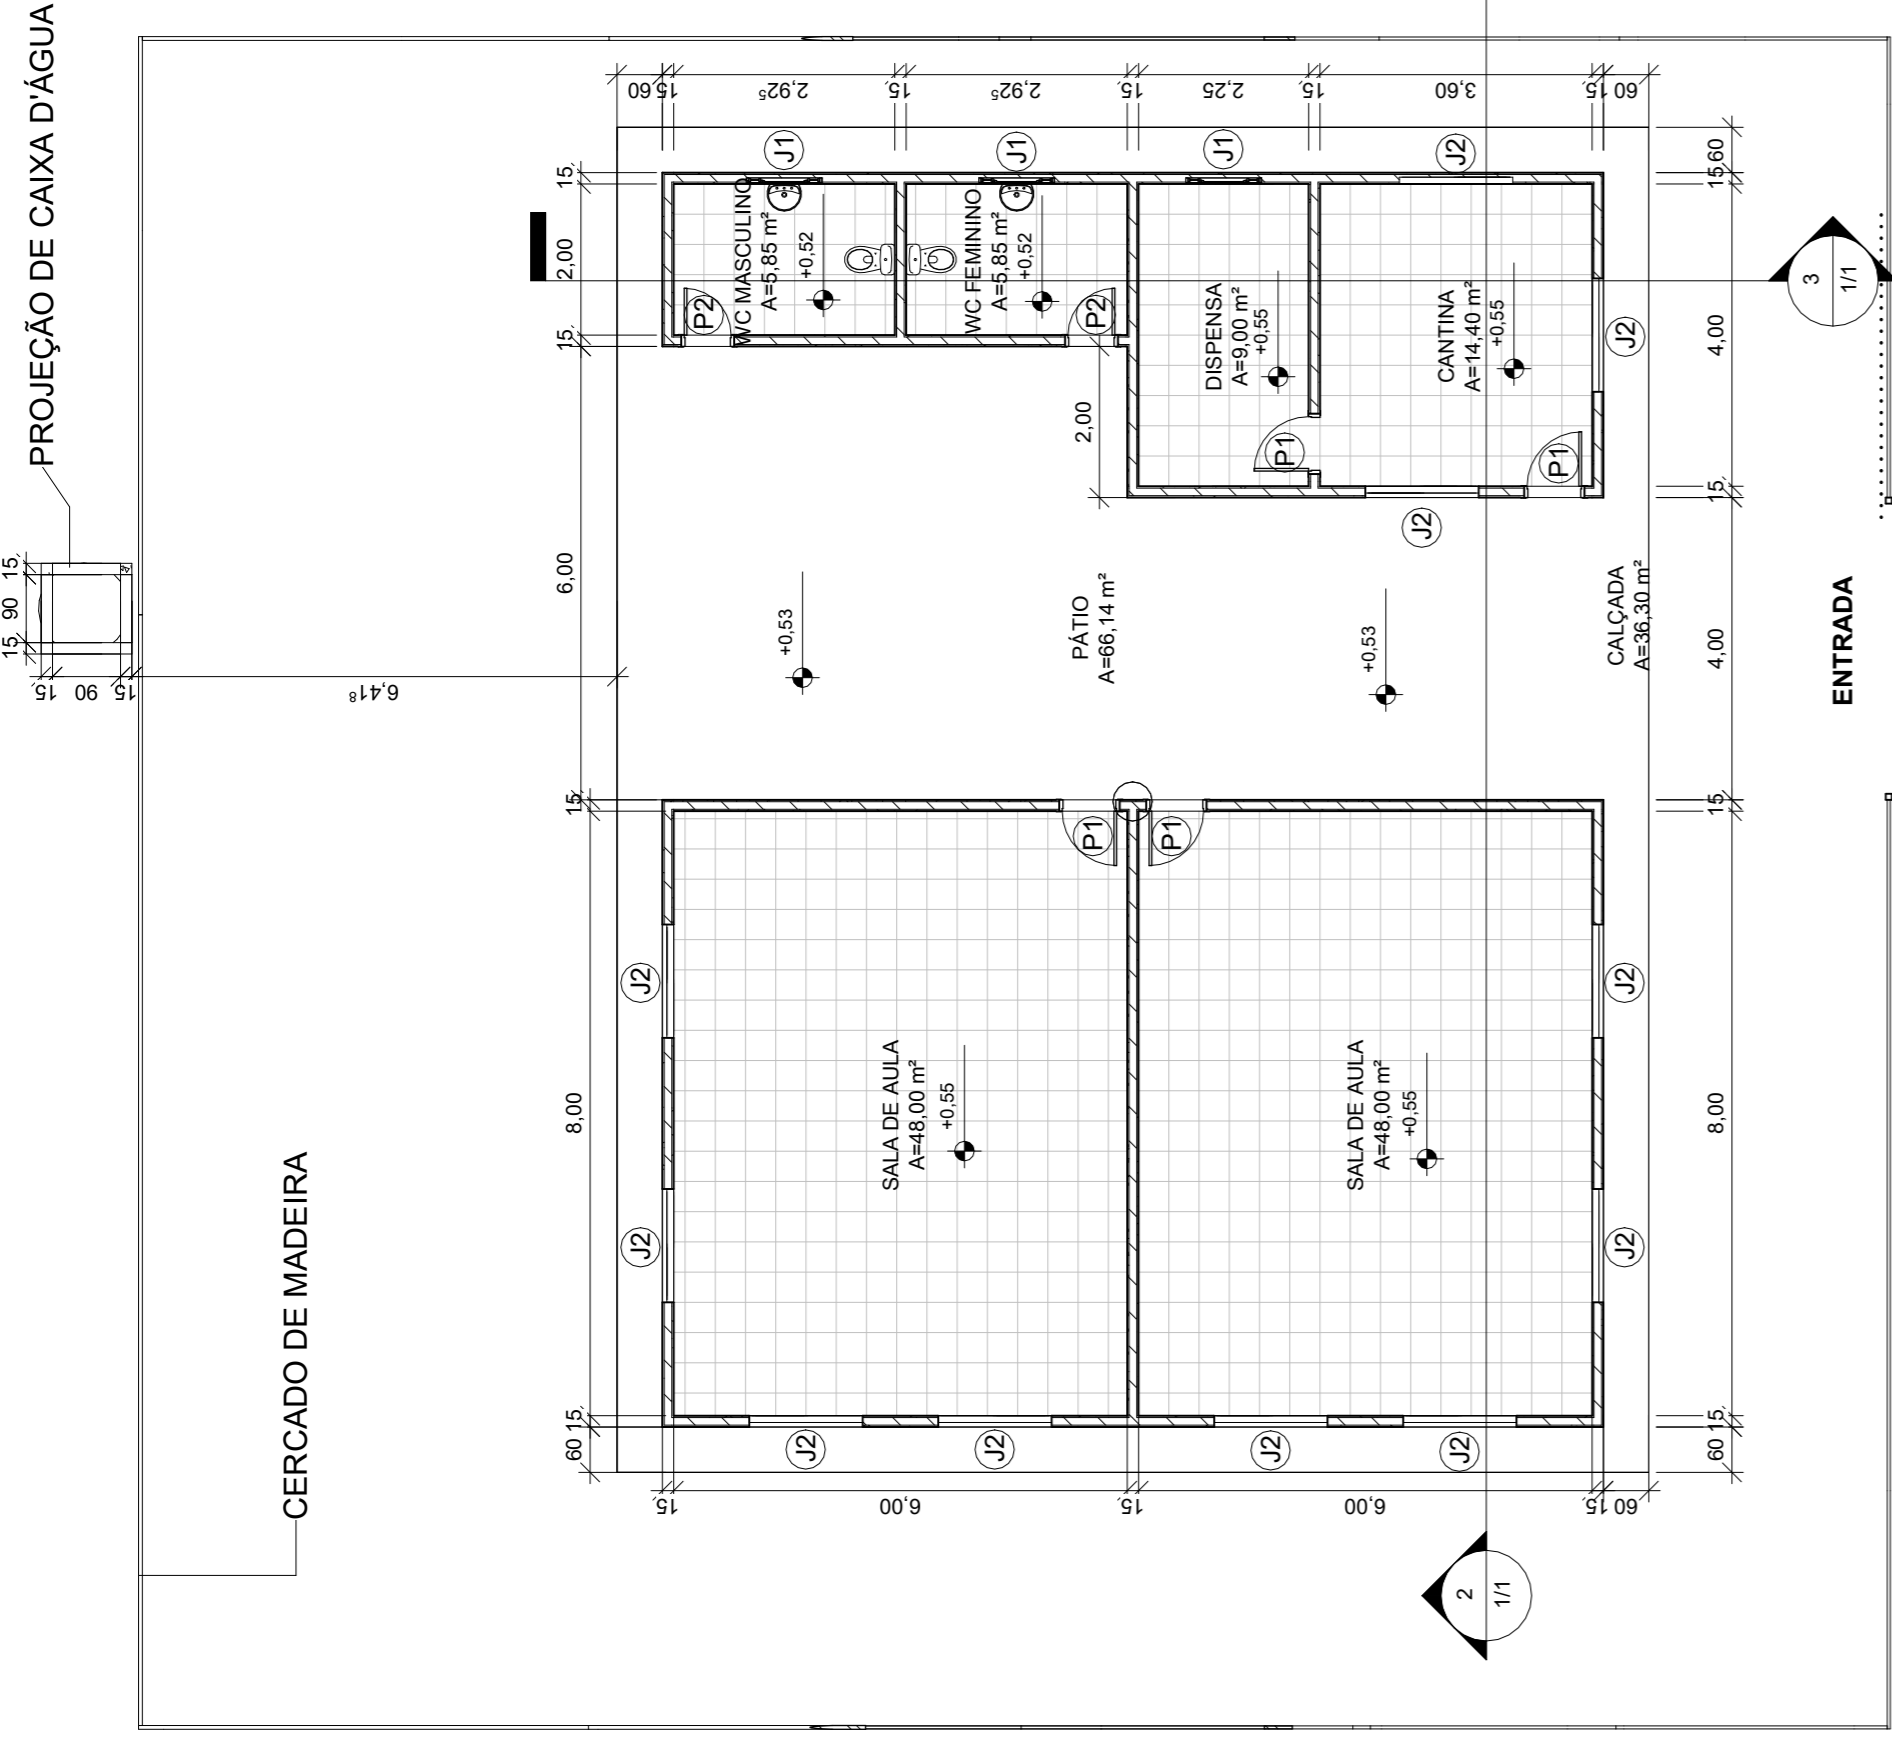 PROJEÇÃO DE CAIXA D'ÁGUA
15
90
15
15
90
15
6,41⁸
CERCADO DE MADEIRA
60
15
2,92⁵
15
2,92⁵
15
2,25
15
3,60
15
60
J1
J1
J1
J2
15
2,00
15
6,00
15
8,00
15
60
WC MASCULINO
A=5,85 m²
+0,52
P2
WC FEMININO
A=5,85 m²
+0,52
P2
DISPENSA
A=9,00 m²
+0,55
P1
CANTINA
A=14,40 m²
+0,55
P1
J2
J2
2,00
+0,53
PÁTIO
A=66,14 m²
+0,53
CALÇADA
A=36,30 m²
ENTRADA
P1
P1
SALA DE AULA
A=48,00 m²
+0,55
SALA DE AULA
A=48,00 m²
+0,55
J2
J2
J2
J2
J2
J2
J2
J2
15
6,00
15
6,00
15
60
60
15
4,00
15
4,00
15
8,00
15
60
3
1/1
2
1/1